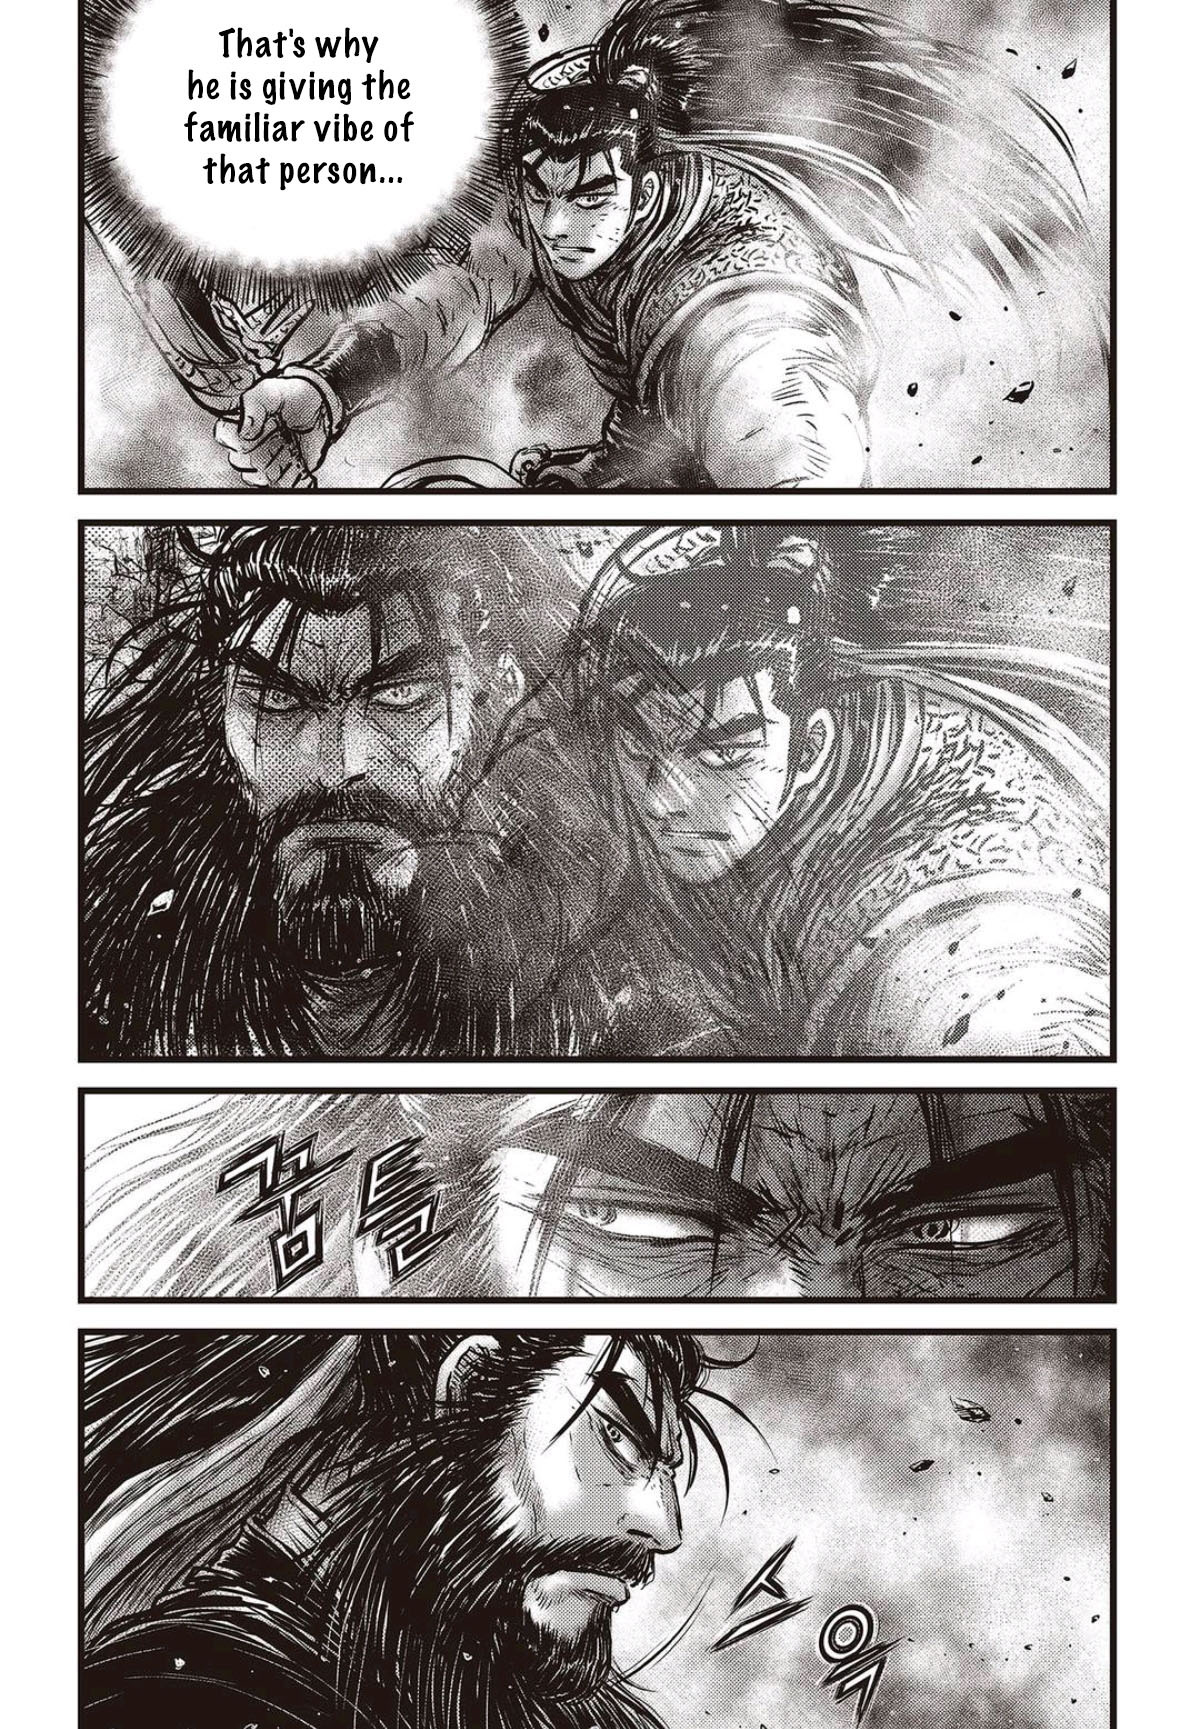 That's why
he is giving the
familiar vibe of
that person...
꿈틀
스윽